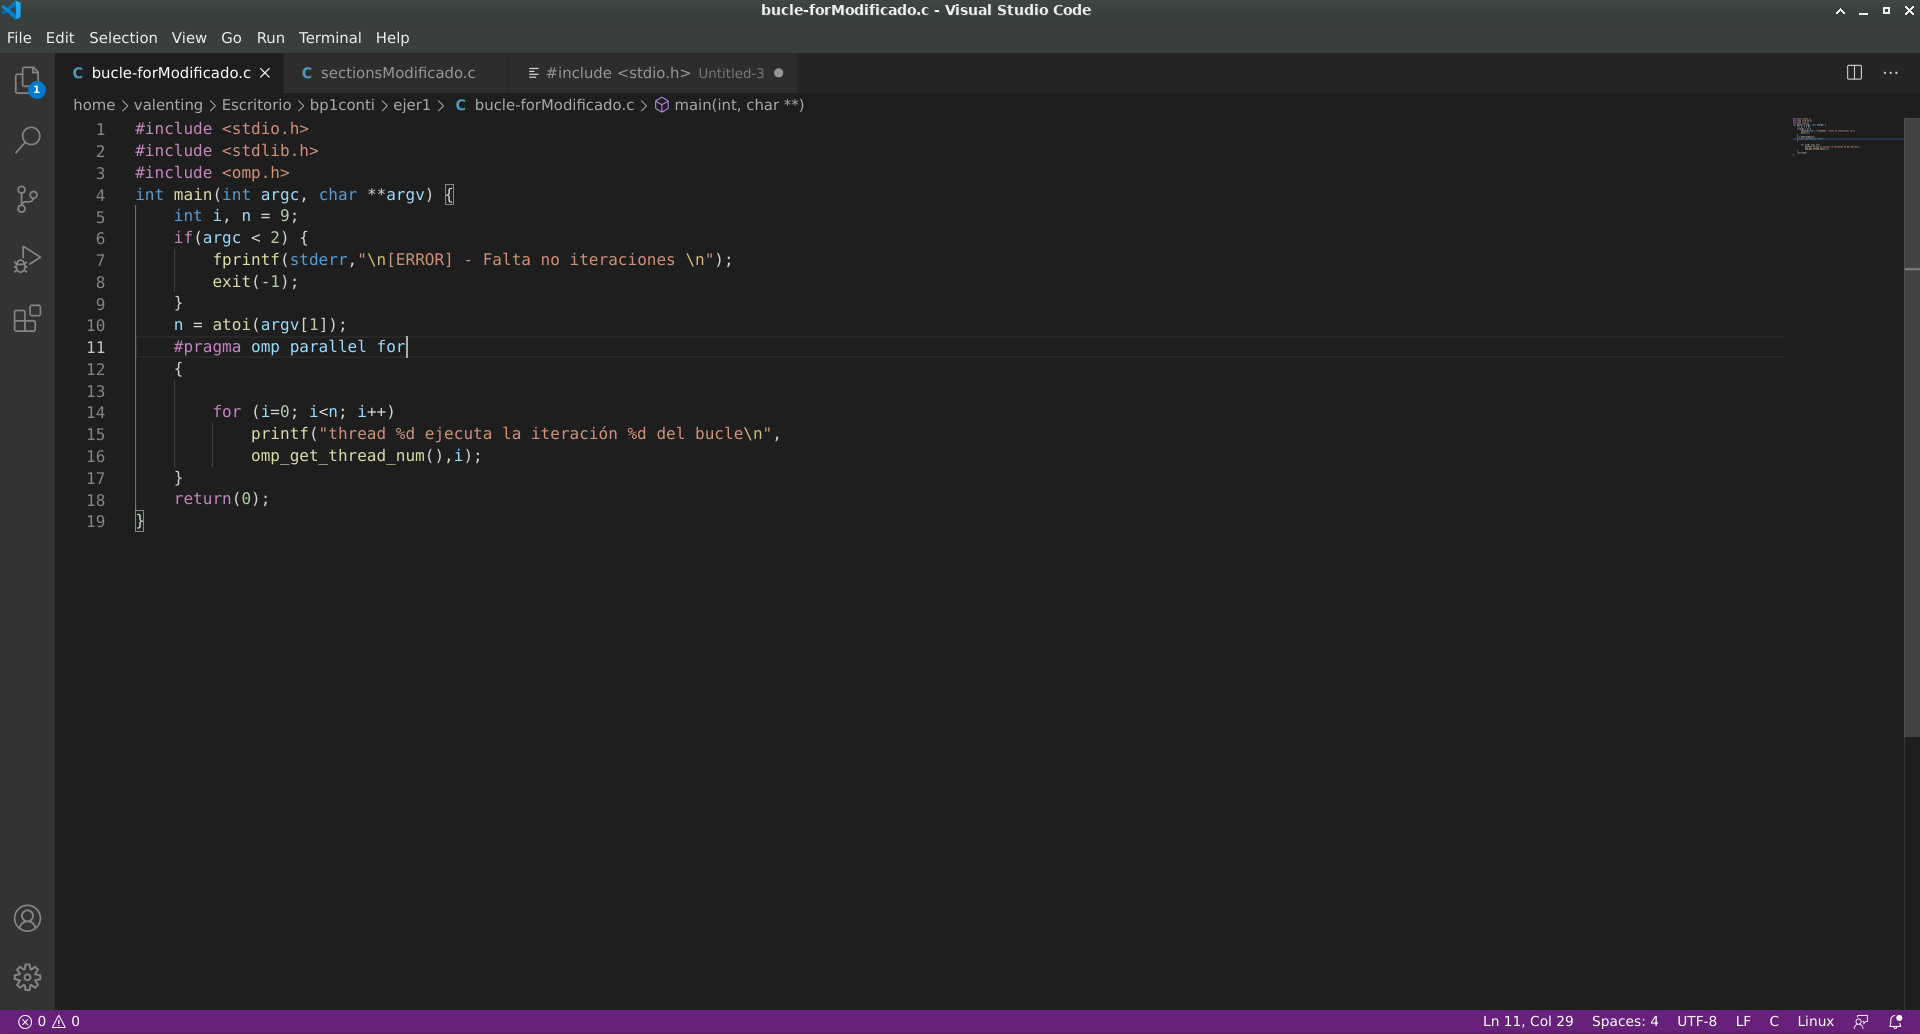 bucle-forModificado.c - Visual Studio Code
File Edit Selection View Go Run Terminal Help
1
C bucle-forModificado.c
C sectionsModificado.c
#include <stdio.h> Untitled-3
home > valenting > Escritorio > bp1conti > ejer1 > C bucle-forModificado.c > main(int, char **)
1 #include <stdio.h>
2 #include <stdlib.h>
3 #include <omp.h>
4 int main(int argc, char **argv) {
5 int i, n = 9;
6 if(argc < 2) {
7 fprintf(stderr,"\n[ERROR] - Falta no iteraciones \n");
8 exit(-1);
9 }
10 n = atoi(argv[1]);
11 #pragma omp parallel for
12 {
13
14 for (i=0; i<n; i++)
15 printf("thread %d ejecuta la iteración %d del bucle\n",
16 omp_get_thread_num(),i);
17 }
18 return(0);
19 }
0 0
Ln 11, Col 29 Spaces: 4 UTF-8 LF C Linux